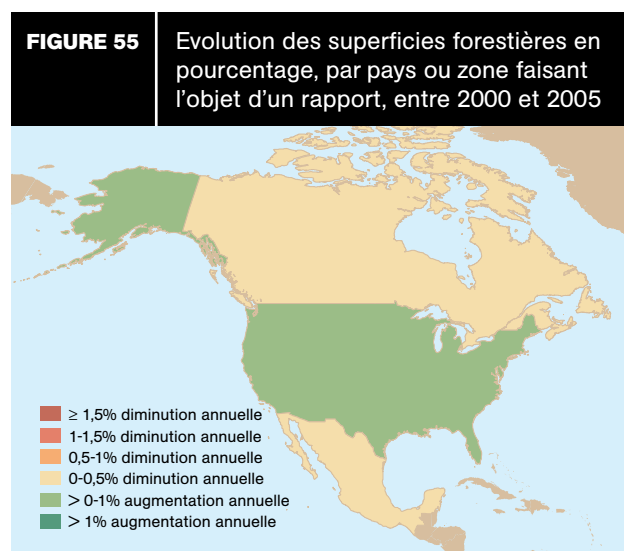 FIGURE 55
Evolution des superficies forestières en
pourcentage, par pays ou zone faisant
l'objet d'un rapport, entre 2000 et 2005
≥ 1,5% diminution annuelle
1-1,5% diminution annuelle
0,5-1% diminution annuelle
0-0,5% diminution annuelle
> 0-1% augmentation annuelle
> 1% augmentation annuelle